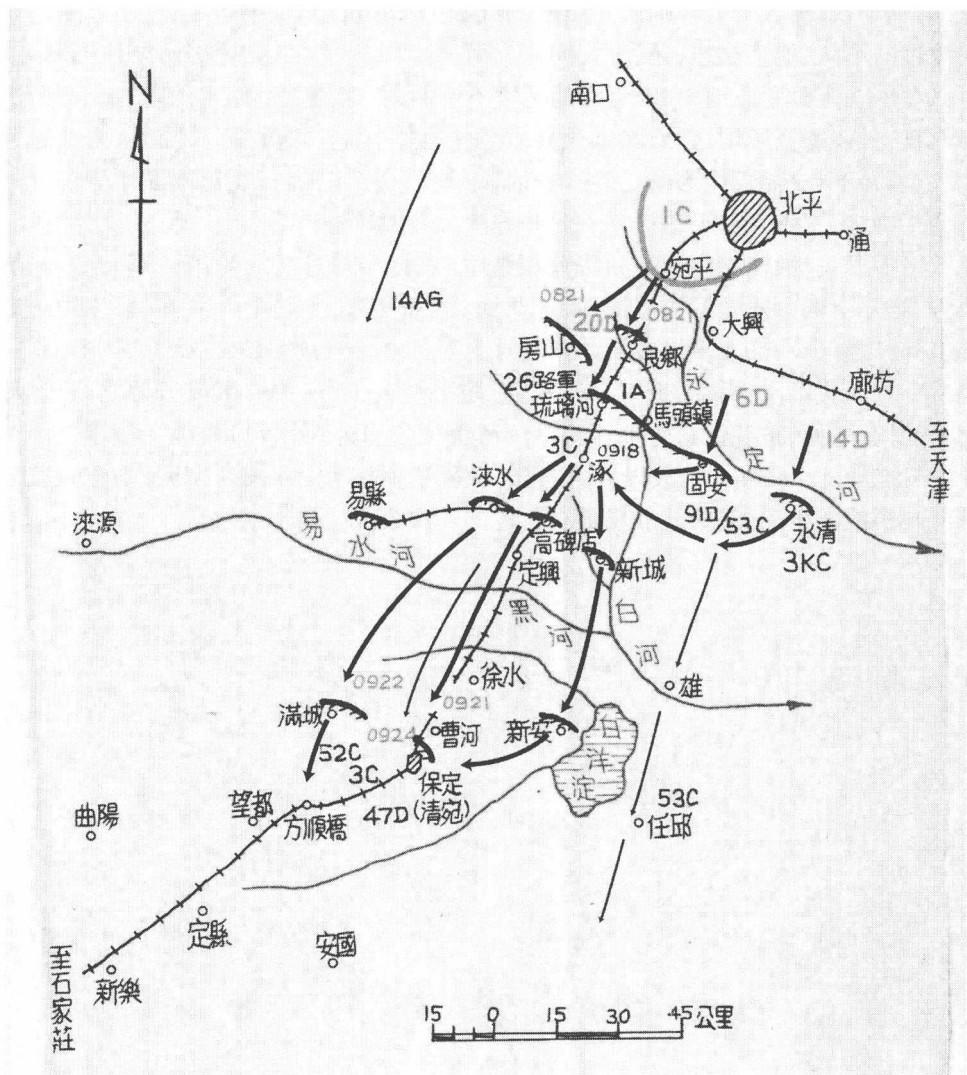 N
南口
北平
1C
通
宛平
14AG
0821
20D
0821
大興
房山
良鄉
永
定
河
廊坊
26路軍
1A
琉璃河
馬頭鎮
6D
14D
至天津
3C
0918
涿
固安
淶水
易縣
91D
53C
永清
3KC
淶源
易
水
河
高碑店
定興
新城
黑
河
白
河
徐水
雄
0922
0921
滿城
0924
曹河
新安
白
洋
淀
52C
3C
保定
47D(清宛)
53C
任邱
望都
方順橋
曲陽
定縣
安國
至石家莊
新樂
15 0 15 30 45 公里